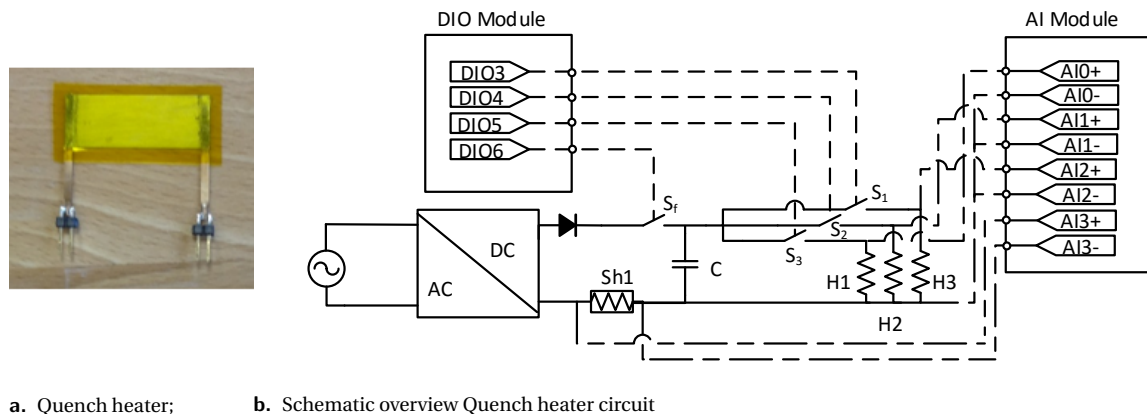 DIO Module
AI Module
DIO3
DIO4
DIO5
DIO6
AI0+
AI0-
AI1+
AI1-
AI2+
AI2-
AI3+
AI3-
S1
Sf
S2
S3
DC
AC
C
Sh1
H1
H3
H2
a. Quench heater;
b. Schematic overview Quench heater circuit